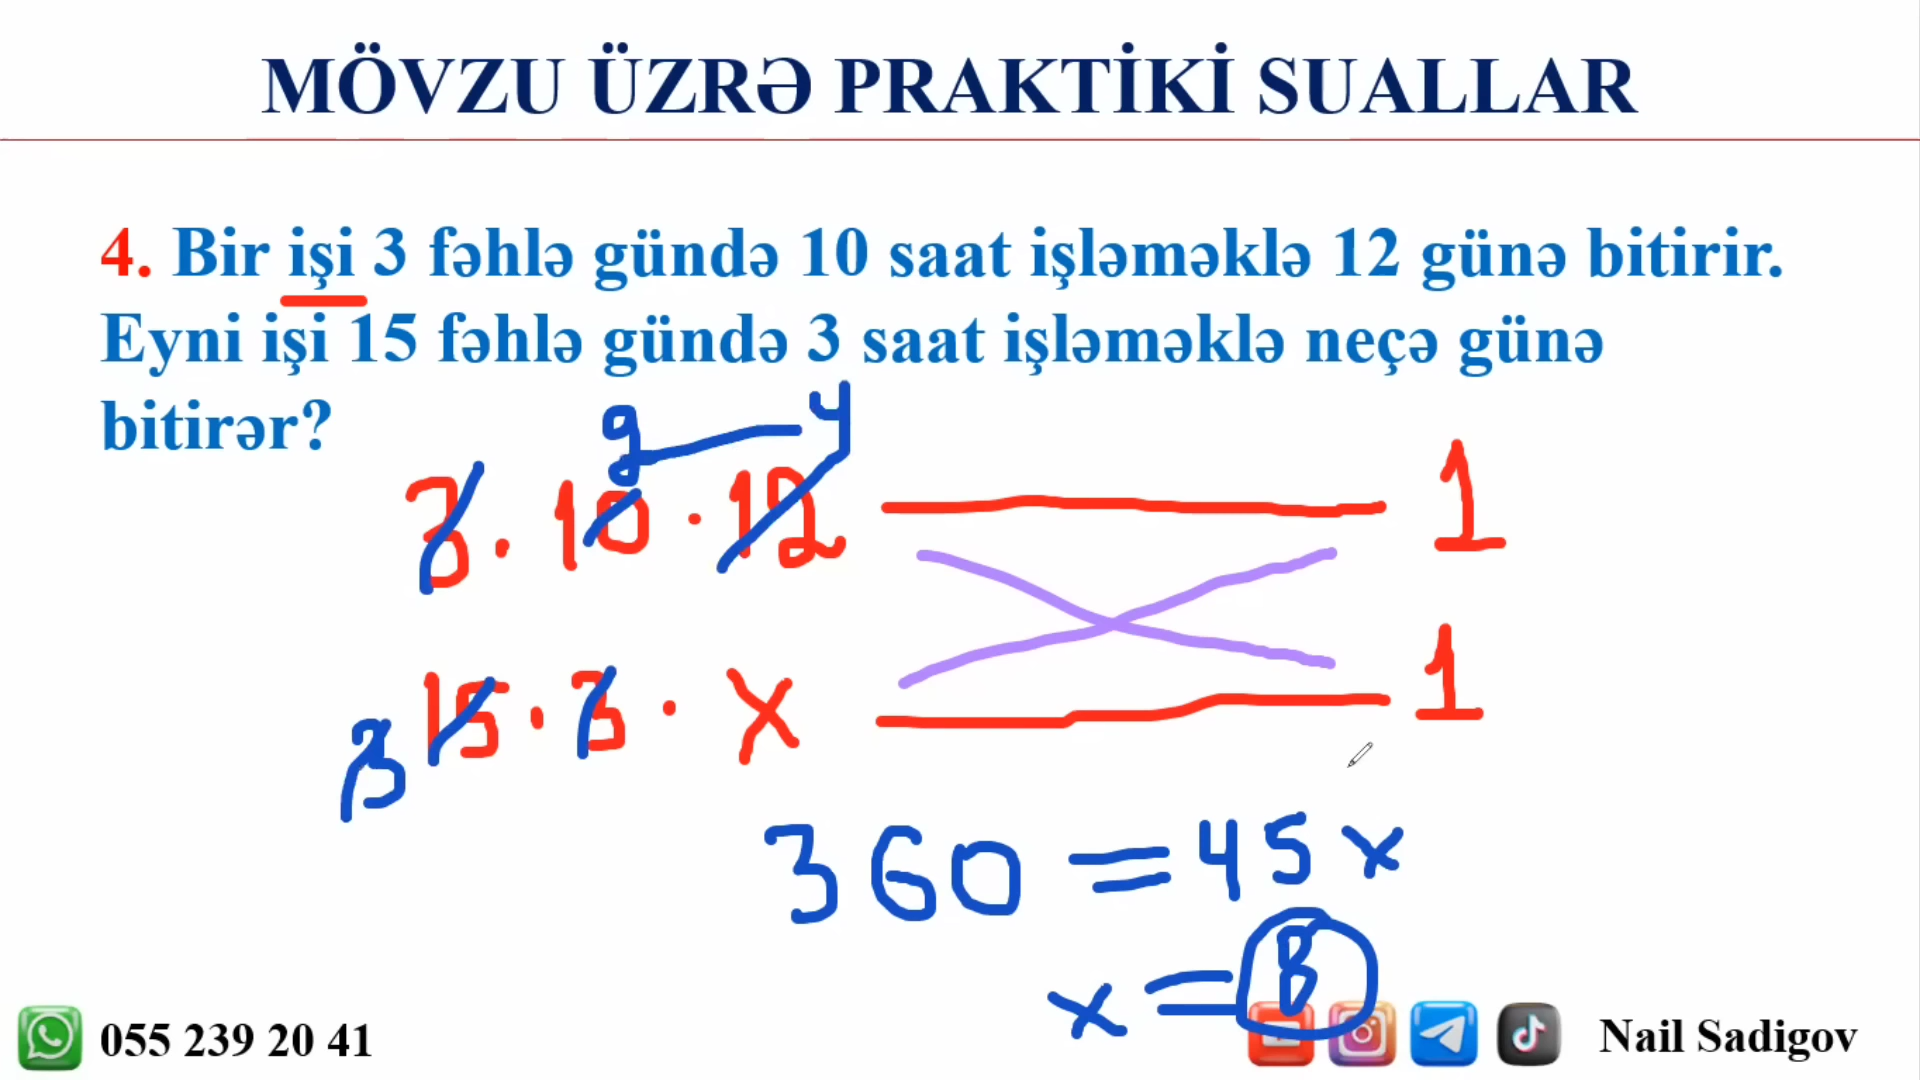 MÖVZU ÜZRƏ PRAKTİKİ SUALLAR
4. Bir işi 3 fəhlə gündə 10 saat işləməklə 12 günə bitirir.
Eyni işi 15 fəhlə gündə 3 saat işləməklə neçə günə
bitirər?
2 4
3 · 10 · 12 1
15 · 3 · x 1
3
360 = 45x
x = 8
055 239 20 41
Nail Sadigov